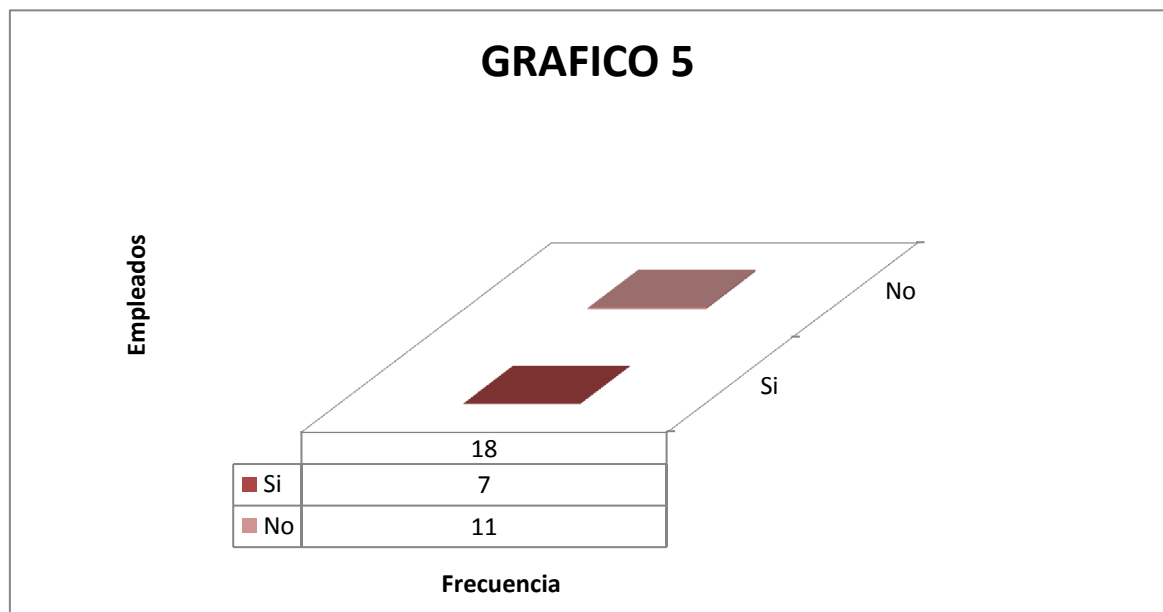 GRAFICO 5
Empleados
No
Si
18
Si 7
No 11
Frecuencia